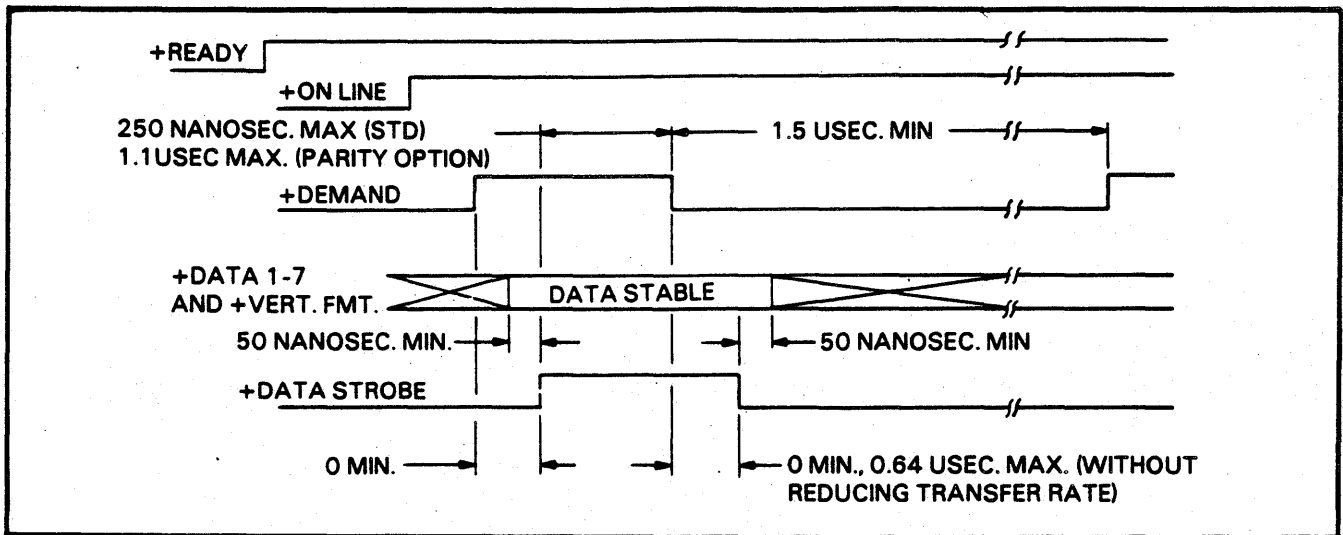 +READY
+ON LINE
250 NANOSEC. MAX (STD)
1.1USEC MAX. (PARITY OPTION)
1.5 USEC. MIN
+DEMAND
+DATA 1-7
AND +VERT. FMT.
DATA STABLE
50 NANOSEC. MIN.
50 NANOSEC. MIN
+DATA STROBE
0 MIN.
0 MIN., 0.64 USEC. MAX. (WITHOUT
REDUCING TRANSFER RATE)